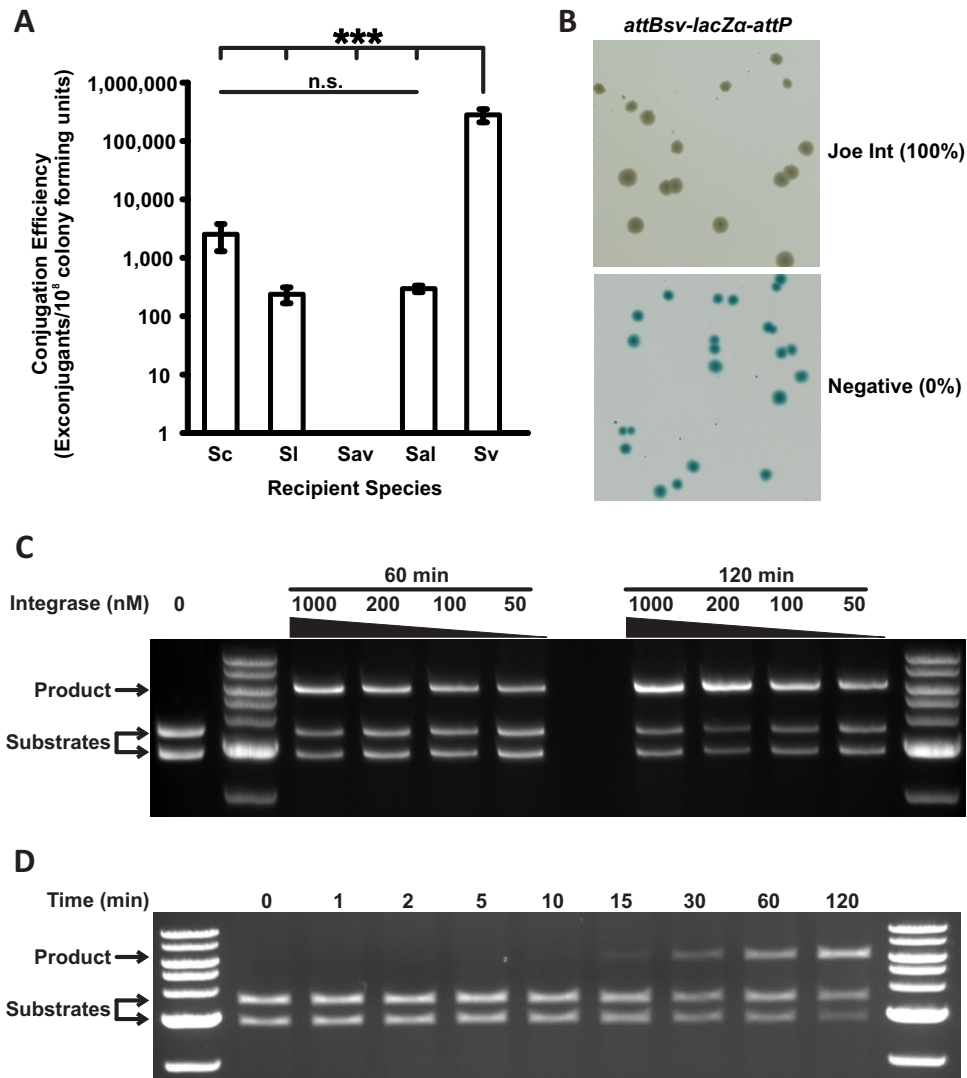 A
***
n.s.
1,000,000
100,000
10,000
1,000
100
10
1
Conjugation Efficiency
(Exconjugants/10⁸ colony forming units)
Sc Sl Sav Sal Sv
Recipient Species
B
attBsv-lacZα-attP
Joe Int (100%)
Negative (0%)
C
60 min 120 min
Integrase (nM) 0 1000 200 100 50 1000 200 100 50
Product
Substrates
D
Time (min) 0 1 2 5 10 15 30 60 120
Product
Substrates